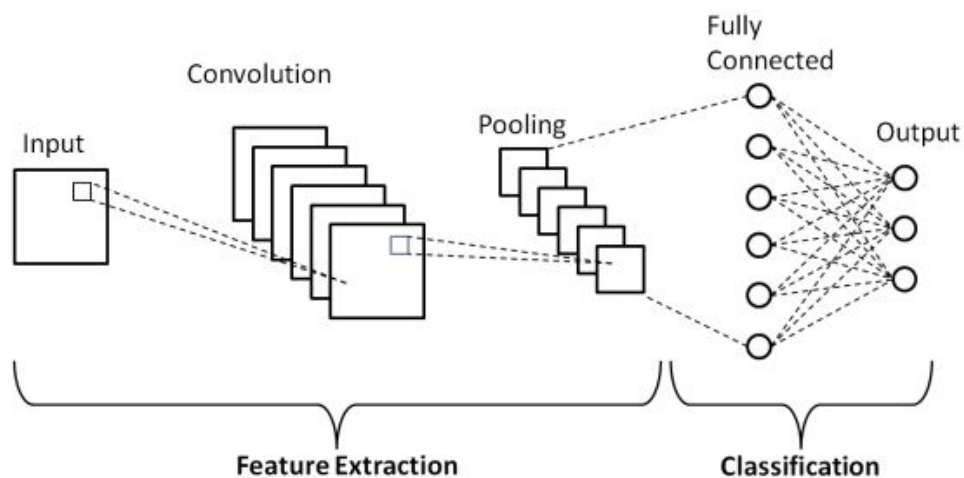 Input
Convolution
Pooling
Fully
Connected
Output
Feature Extraction
Classification